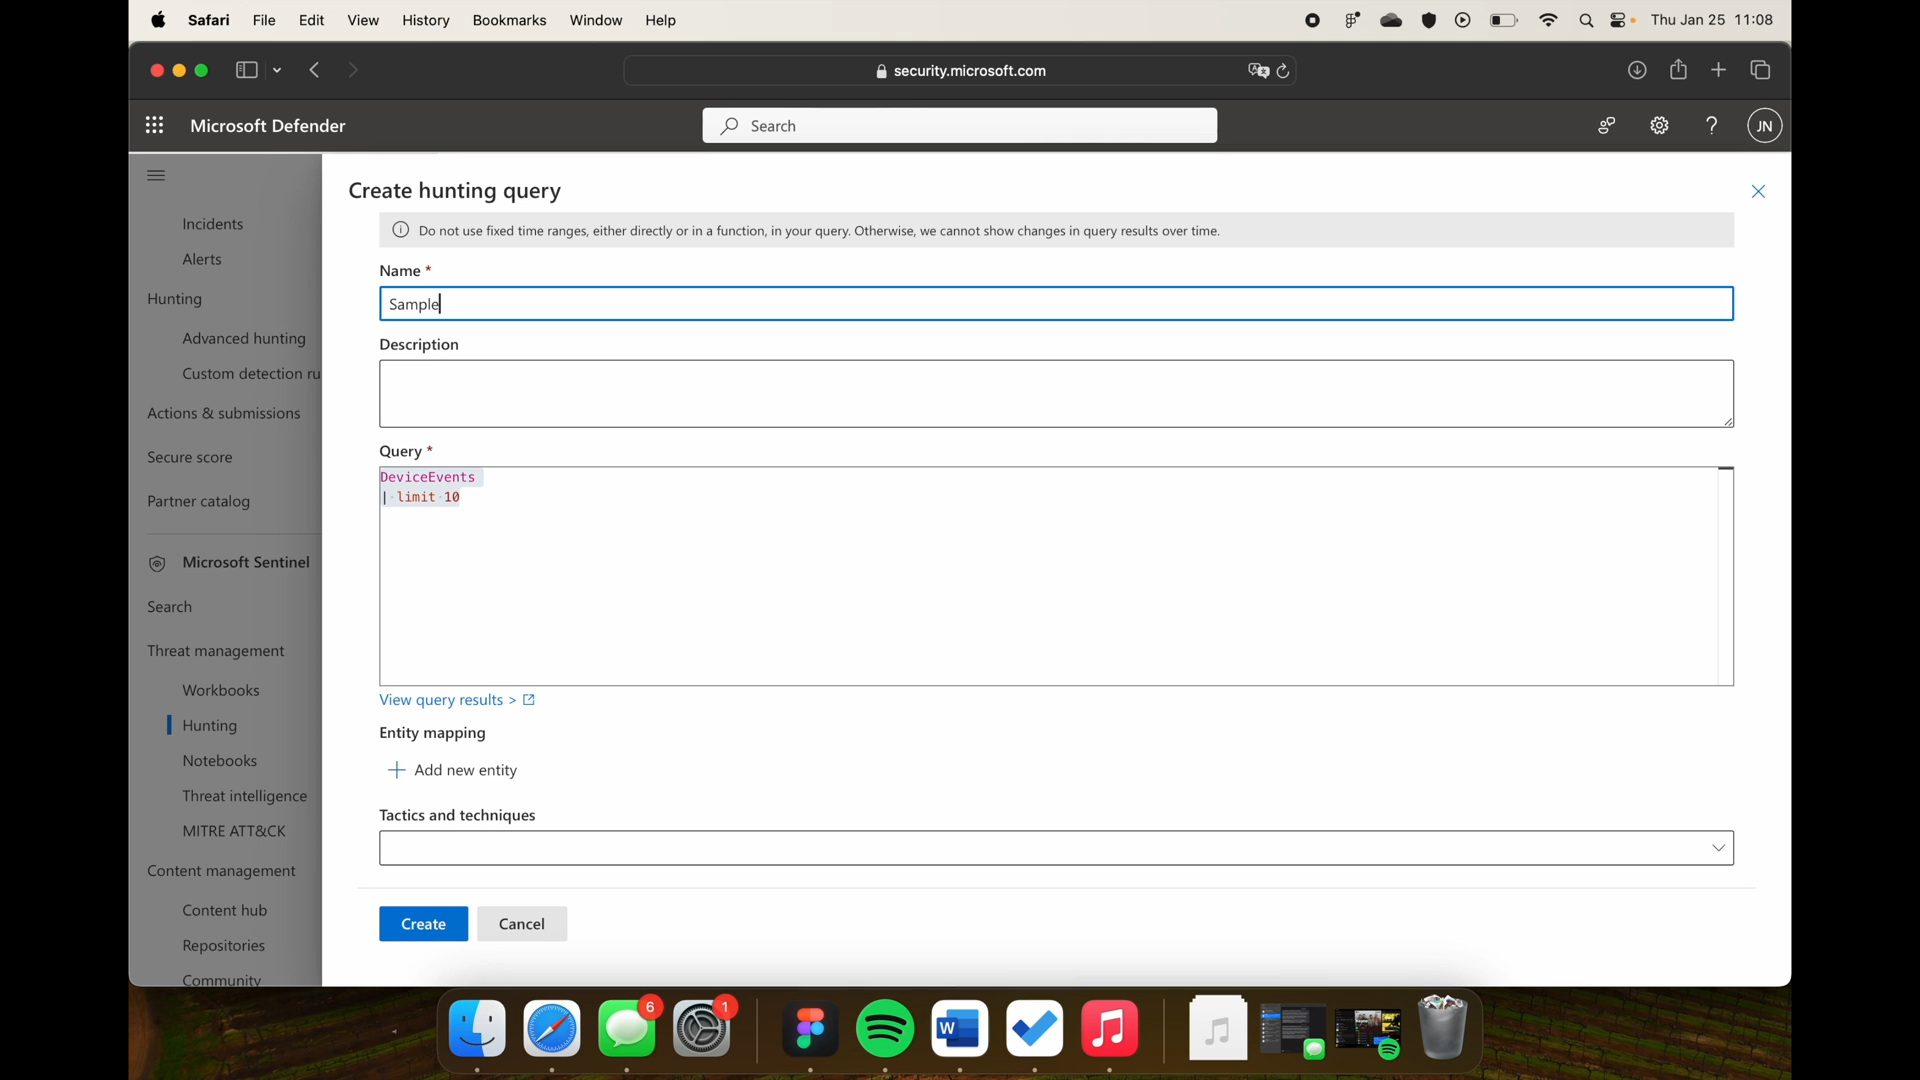 Safari File Edit View History Bookmarks Window Help Thu Jan 25 11:08
security.microsoft.com
Microsoft Defender Search ? JN
Create hunting query
Do not use fixed time ranges, either directly or in a function, in your query. Otherwise, we cannot show changes in query results over time.
Name *
Sample
Description
Query *
DeviceEvents
| limit 10
View query results >
Entity mapping
Add new entity
Tactics and techniques
Create Cancel
Incidents
Alerts
Hunting
Advanced hunting
Custom detection ru
Actions & submissions
Secure score
Partner catalog
Microsoft Sentinel
Search
Threat management
Workbooks
Hunting
Notebooks
Threat intelligence
MITRE ATT&CK
Content management
Content hub
Repositories
Community
6 1 W